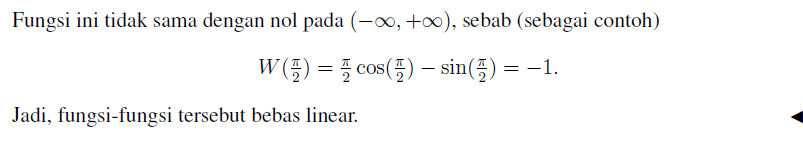 Fungsi ini tidak sama dengan nol pada (−∞, +∞), sebab (sebagai contoh)
W(π/2) = π/2 cos(π/2) − sin(π/2) = −1.
Jadi, fungsi-fungsi tersebut bebas linear. ◀